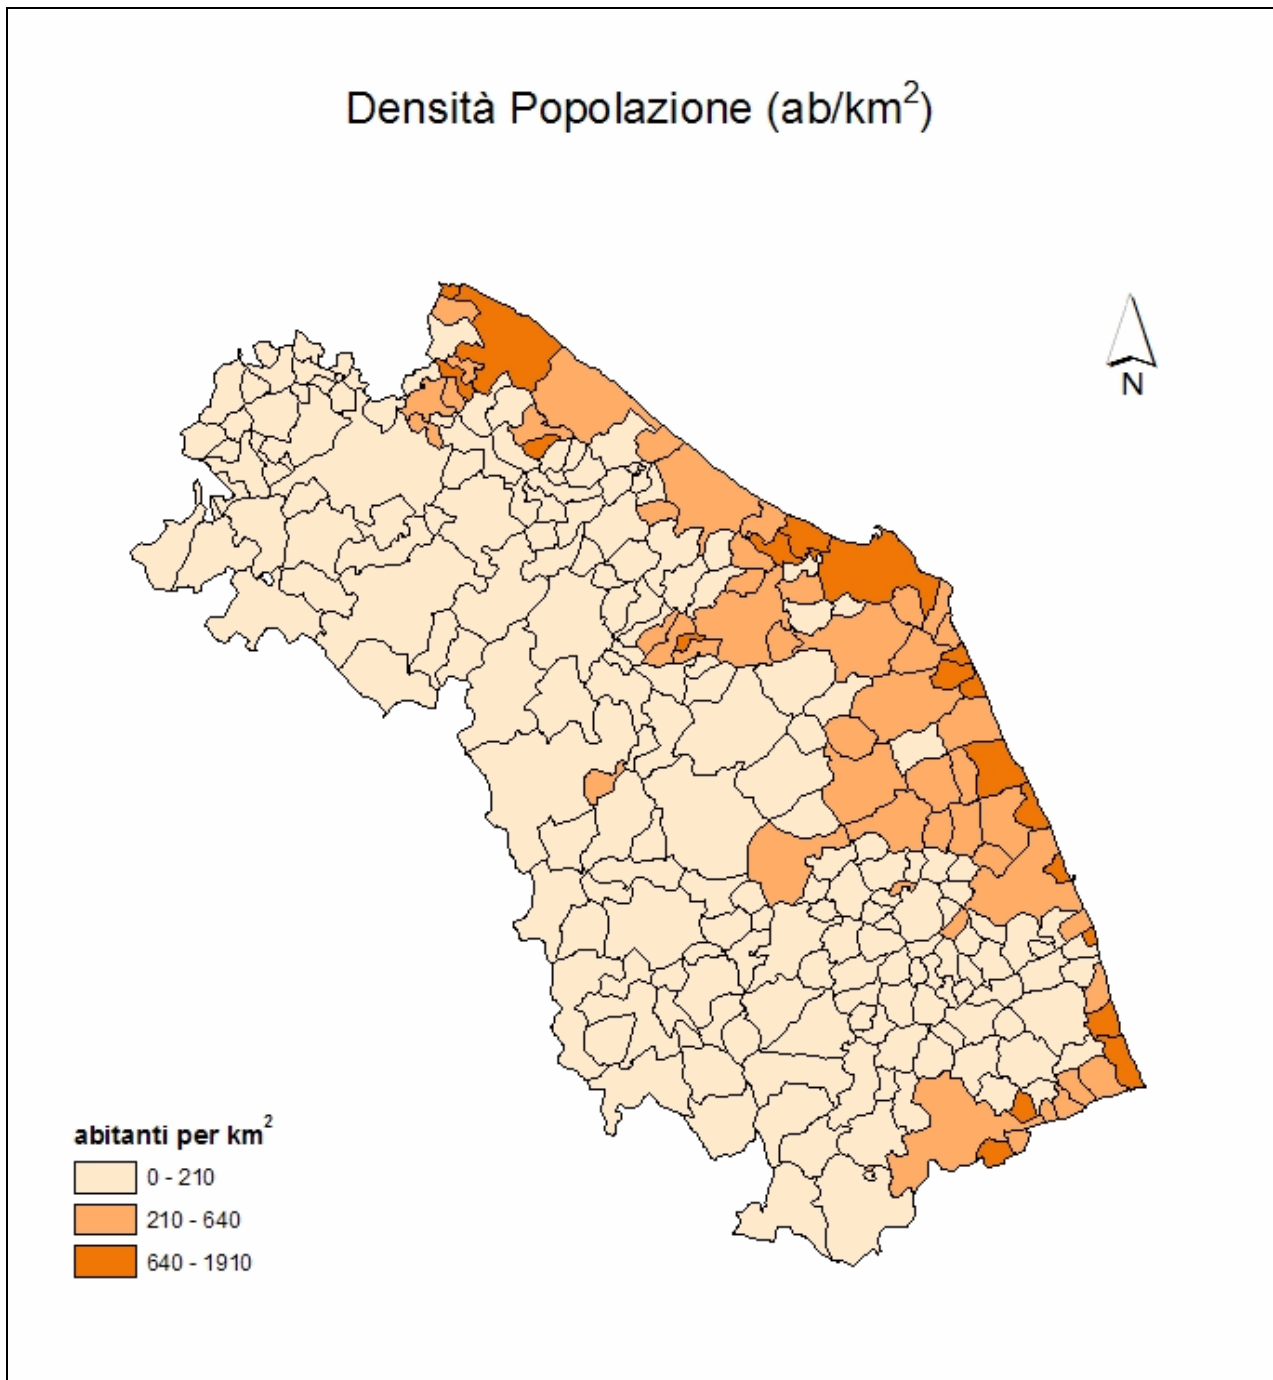 Densità Popolazione (ab/km²)
N
abitanti per km²
0 - 210
210 - 640
640 - 1910